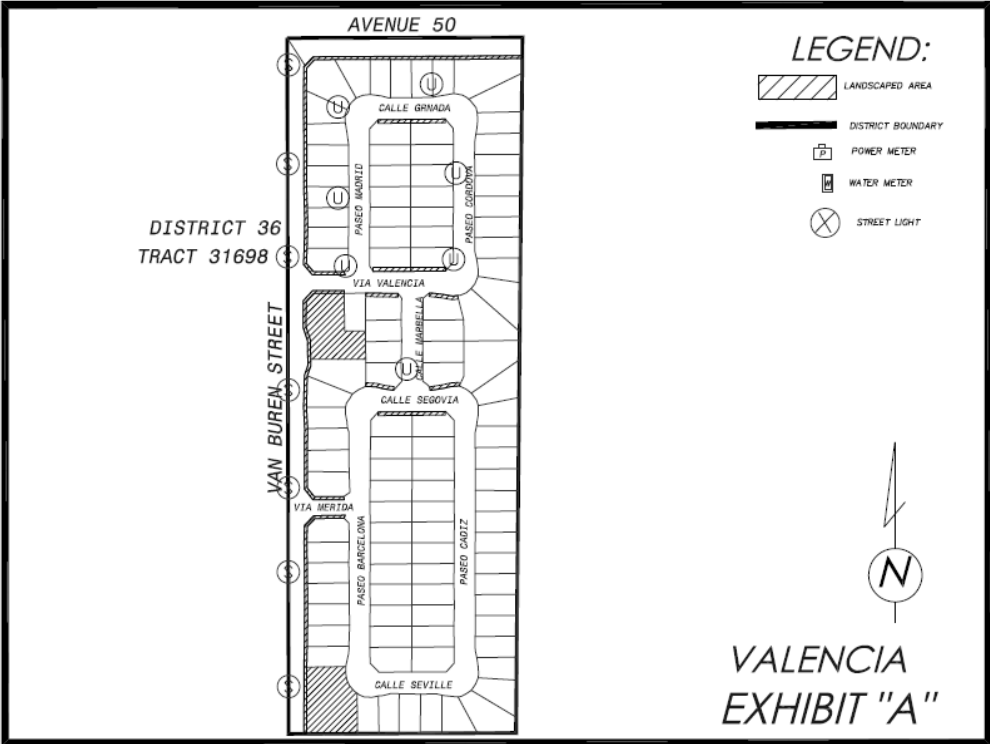 AVENUE 50
LEGEND:
LANDSCAPED AREA
DISTRICT BOUNDARY
P
POWER METER
W
WATER METER
X
STREET LIGHT
DISTRICT 36
TRACT 31698
VAN BUREN STREET
S
S
S
S
S
S
S
U
U
U
U
U
U
U
CALLE GRNADA
PASEO MADRID
PASEO CORDOVA
VIA VALENCIA
CALLE MARBELLA
CALLE SEGOVIA
VIA MERIDA
PASEO BARCELONA
PASEO CADIZ
CALLE SEVILLE
N
VALENCIA
EXHIBIT "A"